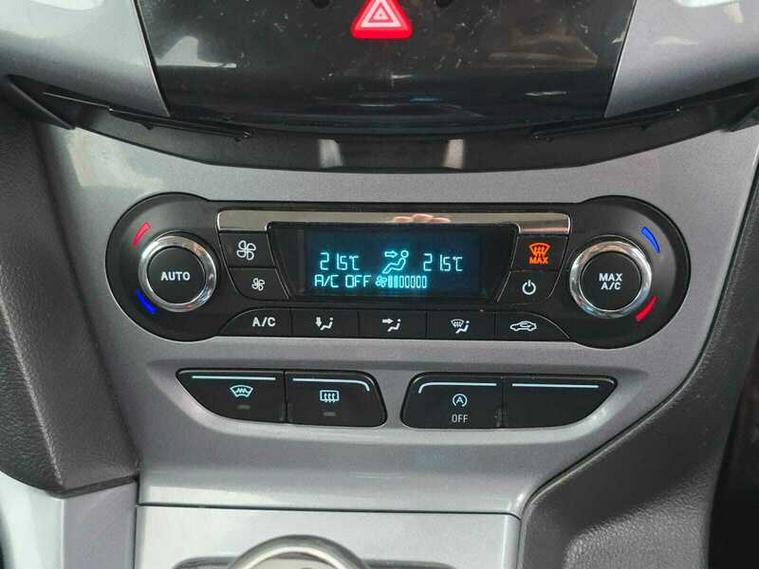 21.5°C 21.5°C
A/C OFF
MAX
AUTO
MAX
A/C
A/C
A
OFF